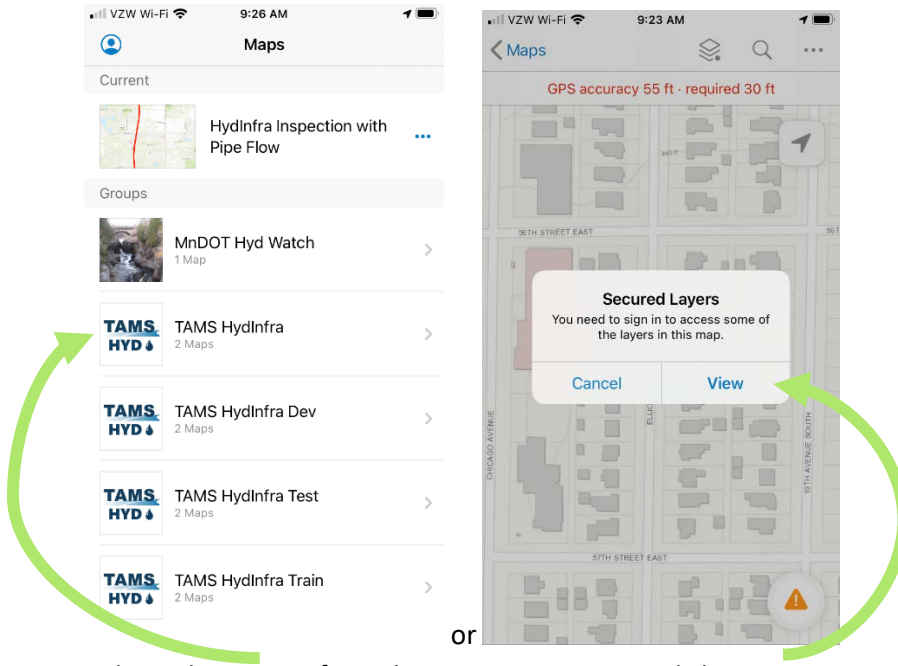 VZW Wi-Fi 9:26 AM
Maps
Current
HydInfra Inspection with
Pipe Flow
Groups
MnDOT Hyd Watch
1 Map
TAMS
HYD
TAMS HydInfra
2 Maps
TAMS
HYD
TAMS HydInfra Dev
2 Maps
TAMS
HYD
TAMS HydInfra Test
2 Maps
TAMS
HYD
TAMS HydInfra Train
2 Maps
or
VZW Wi-Fi 9:23 AM
Maps
GPS accuracy 55 ft · required 30 ft
56TH STREET EAST
56T
Secured Layers
You need to sign in to access some of
the layers in this map.
Cancel View
CHICAGO AVENUE
ELLIO
10TH AVENUE SOUTH
57TH STREET EAST